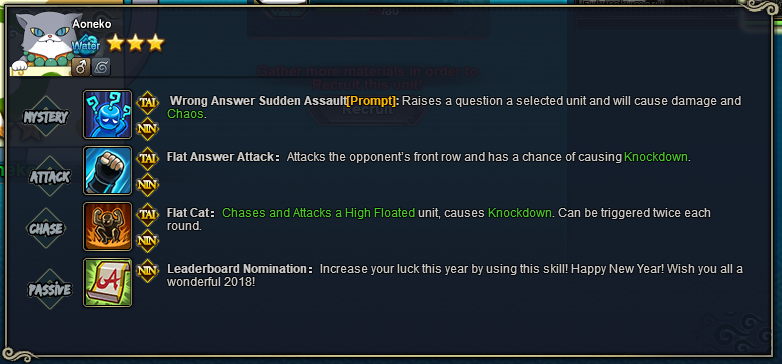 /80
Gather more materials in order to
Recruit this unit!
Recruit
Aoneko
Water
MYSTERY
TAI
NIN
Wrong Answer Sudden Assault[Prompt]: Raises a question a selected unit and will cause damage and
Chaos.
ATTACK
TAI
NIN
Flat Answer Attack： Attacks the opponent's front row and has a chance of causing Knockdown.
CHASE
TAI
NIN
Flat Cat： Chases and Attacks a High Floated unit, causes Knockdown. Can be triggered twice each
round.
PASSIVE
NIN
Leaderboard Nomination： Increase your luck this year by using this skill! Happy New Year! Wish you all a
wonderful 2018!